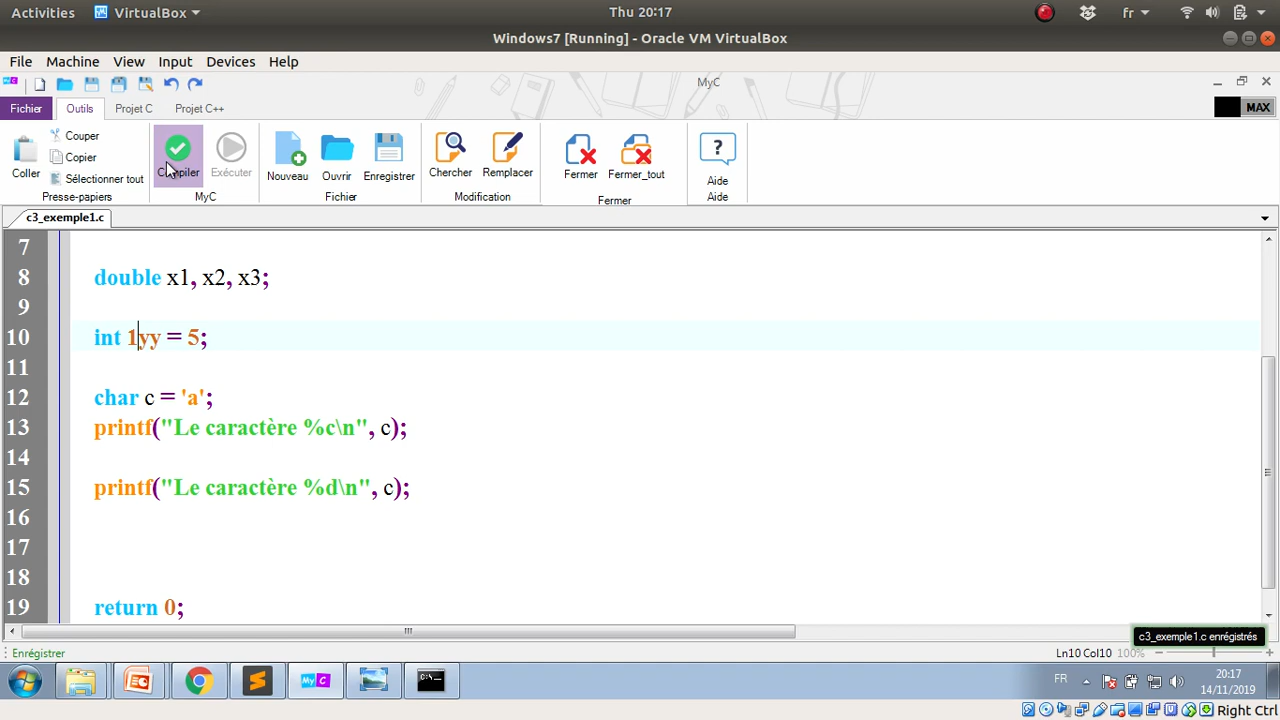 Activities VirtualBox Thu 20:17 fr
Windows7 [Running] - Oracle VM VirtualBox
File Machine View Input Devices Help
MyC
Fichier Outils Projet C Projet C++ MAX
Coller
Couper
Copier
Sélectionner tout
Presse-papiers
Compiler
Exécuter
MyC
Nouveau
Ouvrir
Enregistrer
Fichier
Chercher
Remplacer
Modification
Fermer
Fermer_tout
Fermer
Aide
Aide
c3_exemple1.c
7
8 double x1, x2, x3;
9
10 int 1yy = 5;
11
12 char c = 'a';
13 printf("Le caractère %c\n", c);
14
15 printf("Le caractère %d\n", c);
16
17
18
19 return 0;
c3_exemple1.c enregistrés
Enregistrer Ln10 Col10 100%
MyC C:\
FR 20:17
14/11/2019
Right Ctrl